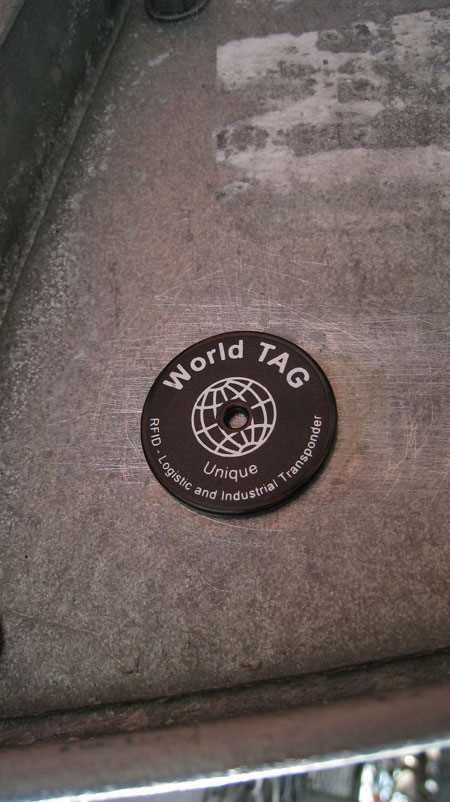 World TAG
Unique
RFID - Logistic and Industrial Transponder